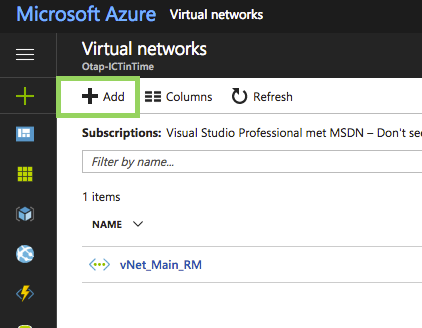 Microsoft Azure Virtual networks
Virtual networks
Otap-ICTinTime
Add Columns Refresh
Subscriptions: Visual Studio Professional met MSDN – Don't see
Filter by name...
1 items
NAME
vNet_Main_RM